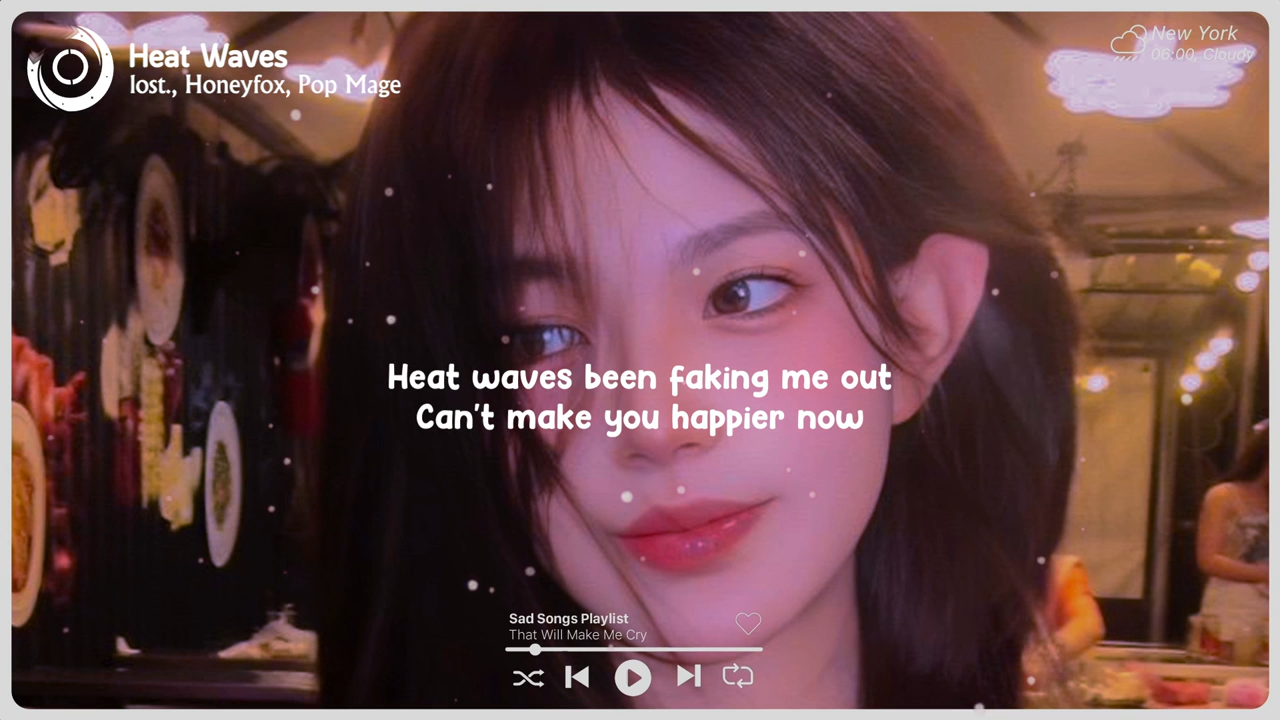 Heat Waves
lost., Honeyfox, Pop Mage
New York
06:00, Cloudy
Heat waves been faking me out
Can't make you happier now
Sad Songs Playlist
That Will Make Me Cry